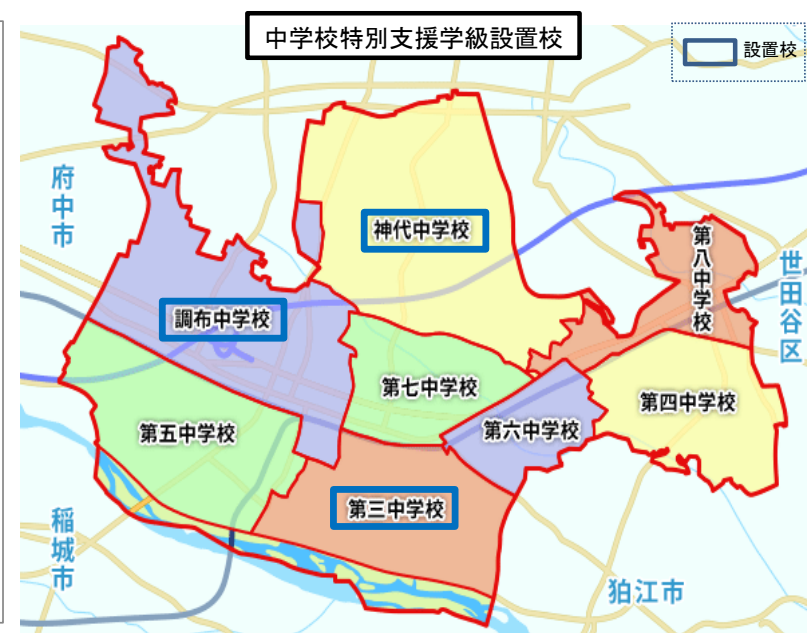 中学校特別支援学級設置校
設置校
府中市
神代中学校
第八中学校
世田谷区
調布中学校
第七中学校
第四中学校
第五中学校
第六中学校
第三中学校
稲城市
狛江市